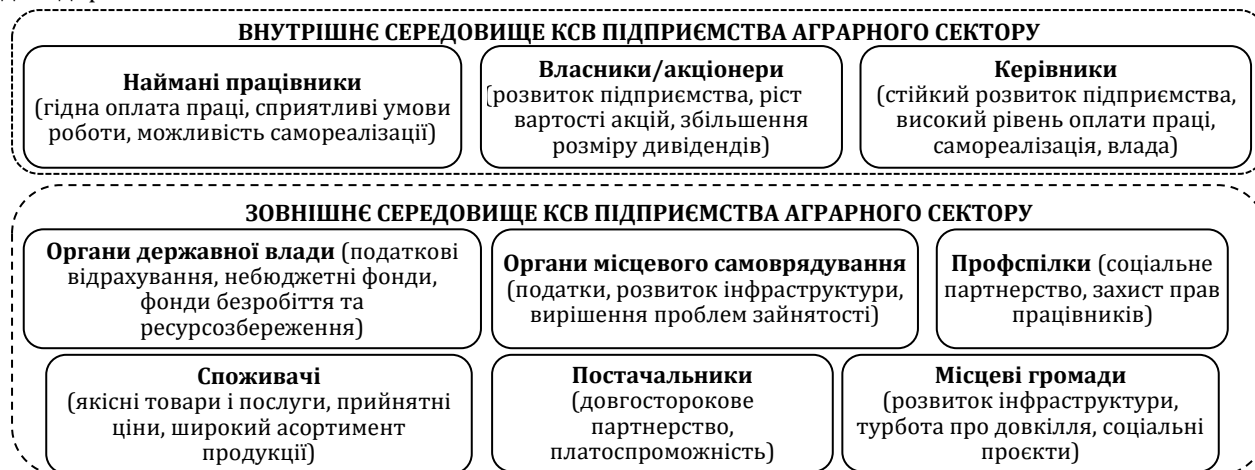 ВНУТРІШНЄ СЕРЕДОВИЩЕ КСВ ПІДПРИЄМСТВА АГРАРНОГО СЕКТОРУ
Наймані працівники
(гідна оплата праці, сприятливі умови
роботи, можливість самореалізації)
Власники/акціонери
(розвиток підприємства, ріст
вартості акцій, збільшення
розміру дивідендів)
Керівники
(стійкий розвиток підприємства,
високий рівень оплати праці,
самореалізація, влада)
ЗОВНІШНЄ СЕРЕДОВИЩЕ КСВ ПІДПРИЄМСТВА АГРАРНОГО СЕКТОРУ
Органи державної влади (податкові
відрахування, небюджетні фонди,
фонди безробіття та
ресурсозбереження)
Органи місцевого самоврядування
(податки, розвиток інфраструктури,
вирішення проблем зайнятості)
Профспілки (соціальне
партнерство, захист прав
працівників)
Споживачі
(якісні товари і послуги, прийнятні
ціни, широкий асортимент
продукції)
Постачальники
(довгосторокове
партнерство,
платоспроможність)
Місцеві громади
(розвиток інфраструктури,
турбота про довкілля, соціальні
проєкти)